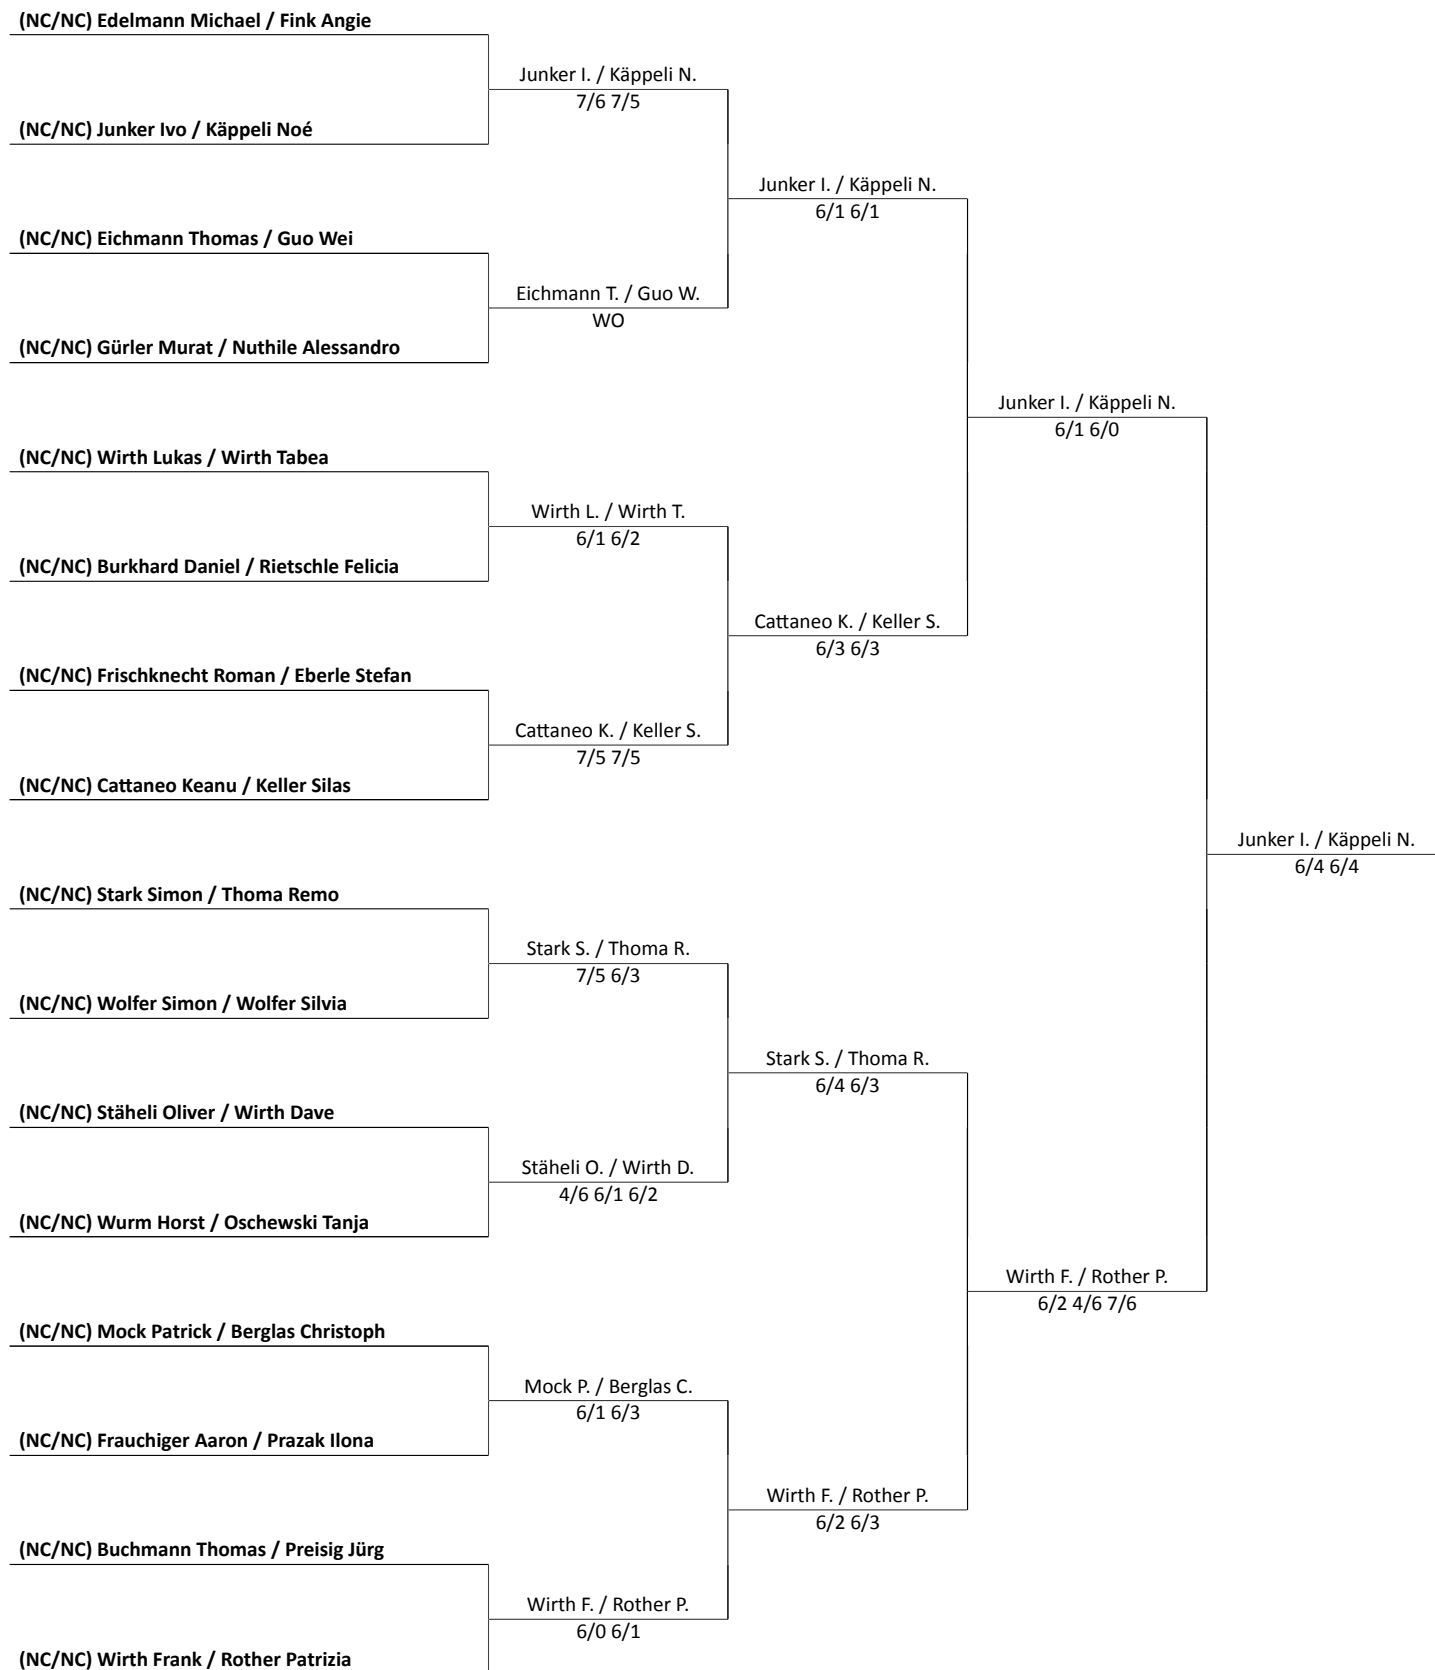 (NC/NC) Edelmann Michael / Fink Angie
Junker I. / Käppeli N.
7/6 7/5
(NC/NC) Junker Ivo / Käppeli Noé
Junker I. / Käppeli N.
6/1 6/1
(NC/NC) Eichmann Thomas / Guo Wei
Eichmann T. / Guo W.
WO
(NC/NC) Gürler Murat / Nuthile Alessandro
Junker I. / Käppeli N.
6/1 6/0
(NC/NC) Wirth Lukas / Wirth Tabea
Wirth L. / Wirth T.
6/1 6/2
(NC/NC) Burkhard Daniel / Rietschle Felicia
Cattaneo K. / Keller S.
6/3 6/3
(NC/NC) Frischknecht Roman / Eberle Stefan
Cattaneo K. / Keller S.
7/5 7/5
(NC/NC) Cattaneo Keanu / Keller Silas
Junker I. / Käppeli N.
6/4 6/4
(NC/NC) Stark Simon / Thoma Remo
Stark S. / Thoma R.
7/5 6/3
(NC/NC) Wolfer Simon / Wolfer Silvia
Stark S. / Thoma R.
6/4 6/3
(NC/NC) Stäheli Oliver / Wirth Dave
Stäheli O. / Wirth D.
4/6 6/1 6/2
(NC/NC) Wurm Horst / Oschewski Tanja
Wirth F. / Rother P.
6/2 4/6 7/6
(NC/NC) Mock Patrick / Berglas Christoph
Mock P. / Berglas C.
6/1 6/3
(NC/NC) Frauchiger Aaron / Prazak Ilona
Wirth F. / Rother P.
6/2 6/3
(NC/NC) Buchmann Thomas / Preisig Jürg
Wirth F. / Rother P.
6/0 6/1
(NC/NC) Wirth Frank / Rother Patrizia